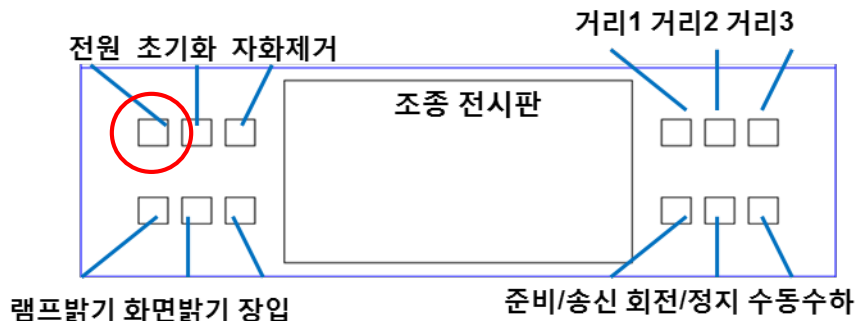 거리1 거리2 거리3
전원 초기화 자화제거
조종 전시판
램프밝기 화면밝기 장입
준비/송신 회전/정지 수동수하